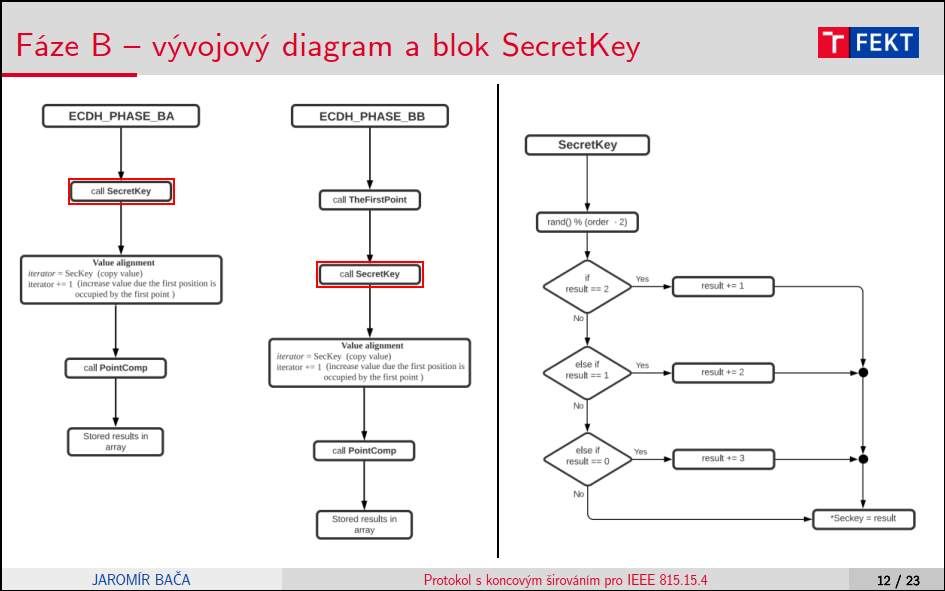 Fáze B – vývojový diagram a blok SecretKey
FEKT
ECDH_PHASE_BA
call SecretKey
Value alignment
iterator = SecKey (copy value)
iterator += 1 (increase value due the first position is
occupied by the first point )
call PointComp
Stored results in
array
ECDH_PHASE_BB
call TheFirstPoint
call SecretKey
Value alignment
iterator = SecKey (copy value)
iterator += 1 (increase value due the first position is
occupied by the first point )
call PointComp
Stored results in
array
SecretKey
rand() % (order - 2)
if
result == 2
Yes
result += 1
No
else if
result == 1
Yes
result += 2
No
else if
result == 0
Yes
result += 3
No
*Seckey = result
JAROMÍR BAČA
Protokol s koncovým širováním pro IEEE 815.15.4
12 / 23